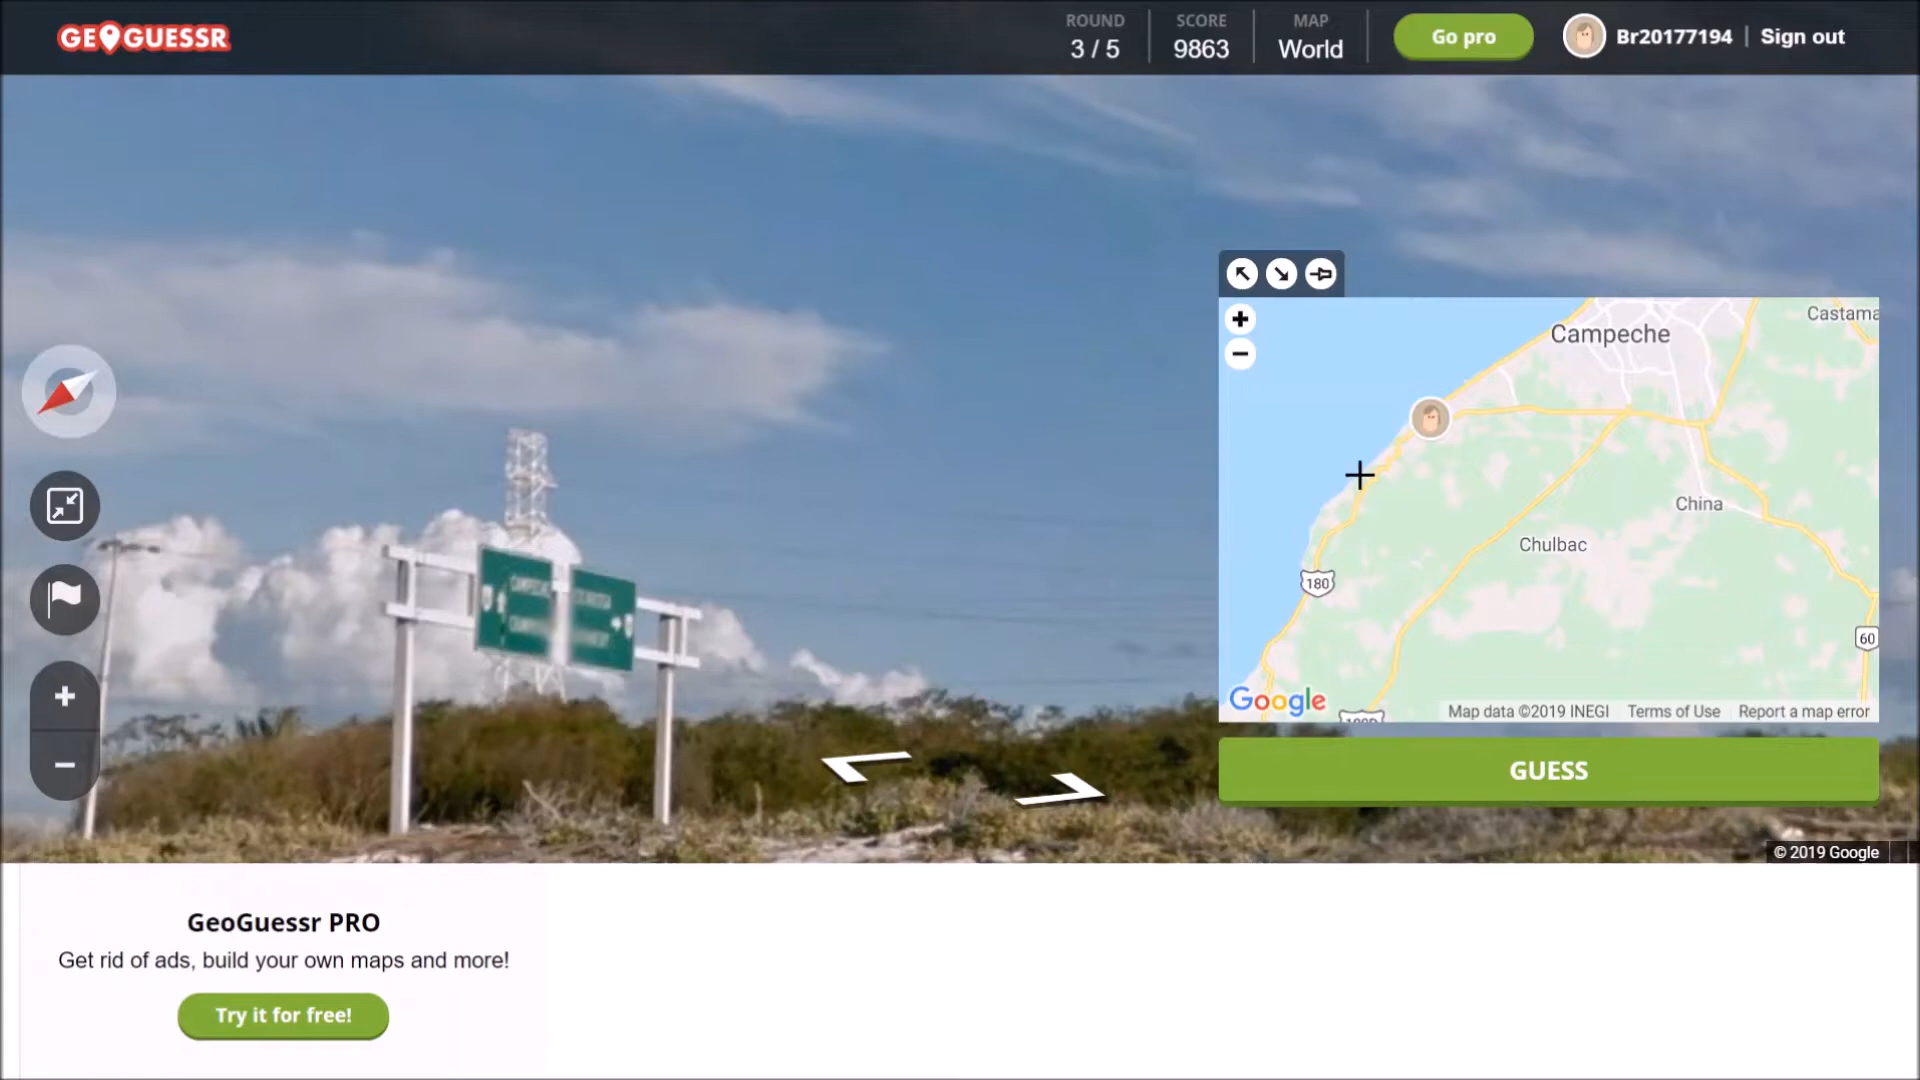 GEOGUESSR
ROUND
3 / 5
SCORE
9863
MAP
World
Go pro
Br20177194 | Sign out
CAMPECHE
Campeche
Castama
China
Chulbac
180
60
Google
Map data ©2019 INEGI
Terms of Use
Report a map error
GUESS
© 2019 Google
GeoGuessr PRO
Get rid of ads, build your own maps and more!
Try it for free!